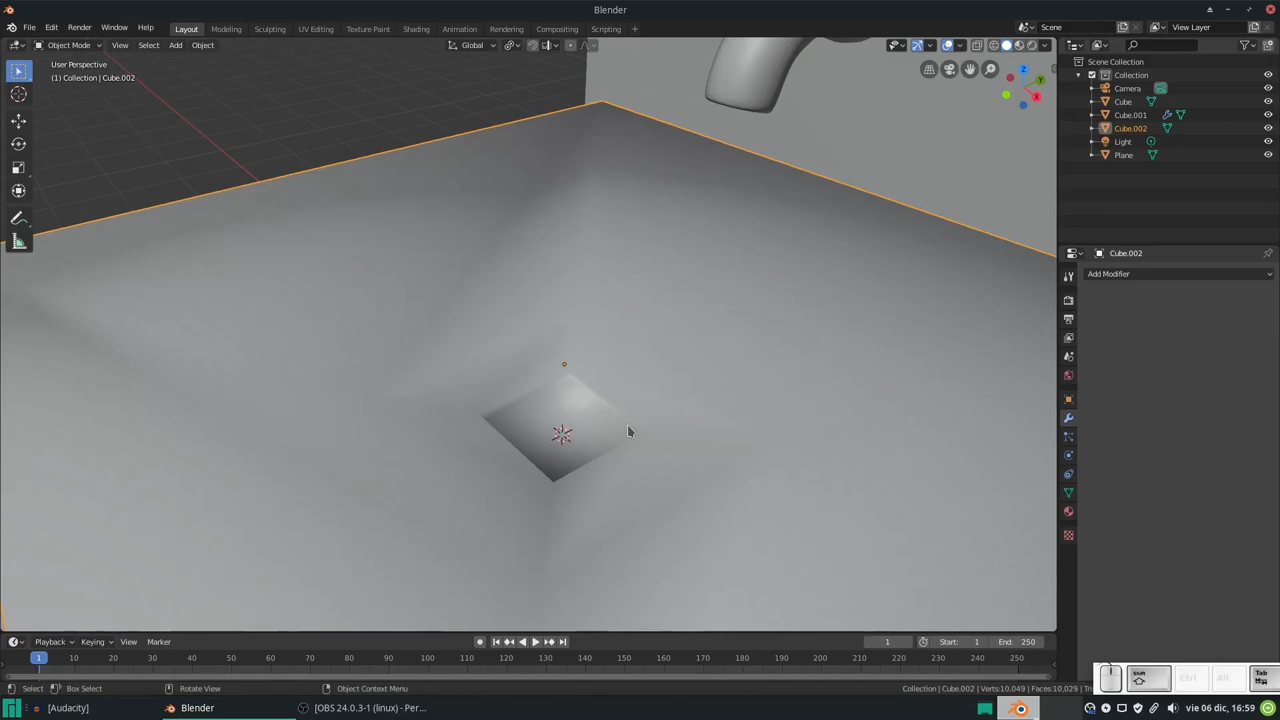 Blender
File Edit Render Window Help
Layout Modeling Sculpting UV Editing Texture Paint Shading Animation Rendering Compositing Scripting
Scene View Layer
Object Mode View Select Add Object Global
User Perspective
(1) Collection | Cube.002
Scene Collection
Collection
Camera
Cube
Cube.001
Cube.002
Light
Plane
Cube.002
Add Modifier
Playback Keying View Marker 1 Start: 1 End: 250
1 10 20 30 40 50 60 70 80 90 100 110 120 130 140 150 160 170 180 190 200 210 220 230 240 250
Shift Ctrl Alt Tab
Select Box Select Rotate View Object Context Menu Collection | Cube.002 | Verts:10,049 | Faces:10,029 | Tri
[Audacity] Blender [OBS 24.0.3-1 (linux) - Per... vie 06 dic, 16:59